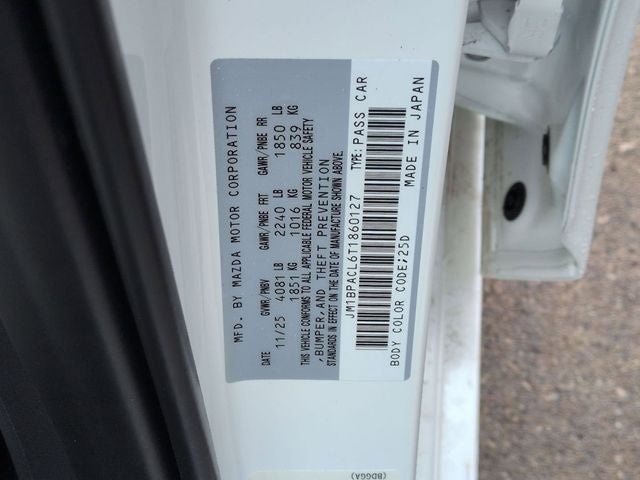 MFD. BY MAZDA MOTOR CORPORATION
DATE GVWR/PNBV GAWR/PNBE FRT GAWR/PNBE RR
11/25 4081 LB 2240 LB 1850 LB
1851 KG 1016 KG 839 KG
THIS VEHICLE CONFORMS TO ALL APPLICABLE FEDERAL MOTOR VEHICLE SAFETY
,BUMPER,AND THEFT PREVENTION
STANDARDS IN EFFECT ON THE DATE OF MANUFACTURE SHOWN ABOVE.
JM1BPACL6T1860127 TYPE: PASS CAR
BODY COLOR CODE;25D MADE IN JAPAN
(BDGGA)